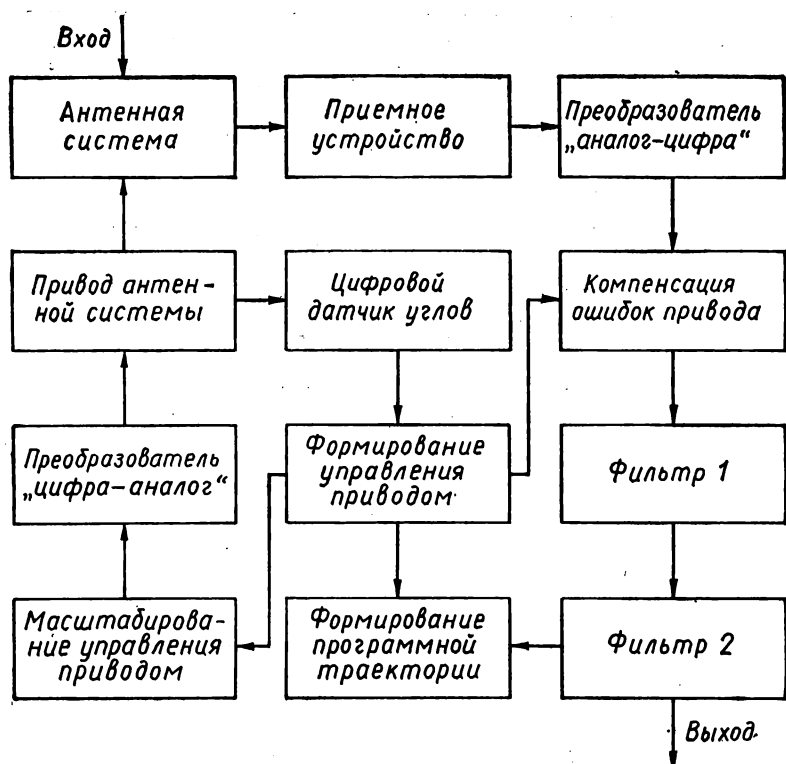 Вход
Антенная
система
Приемное
устройство
Преобразователь
„аналог-цифра“
Привод антен-
ной системы
Цифровой
датчик углов
Компенсация
ошибок привода
Преобразователь
„цифра-аналог“
Формирование
управления
приводом
Фильтр 1
Масштабирова-
ние управления
приводом
Формирование
программной
траектории
Фильтр 2
Выход